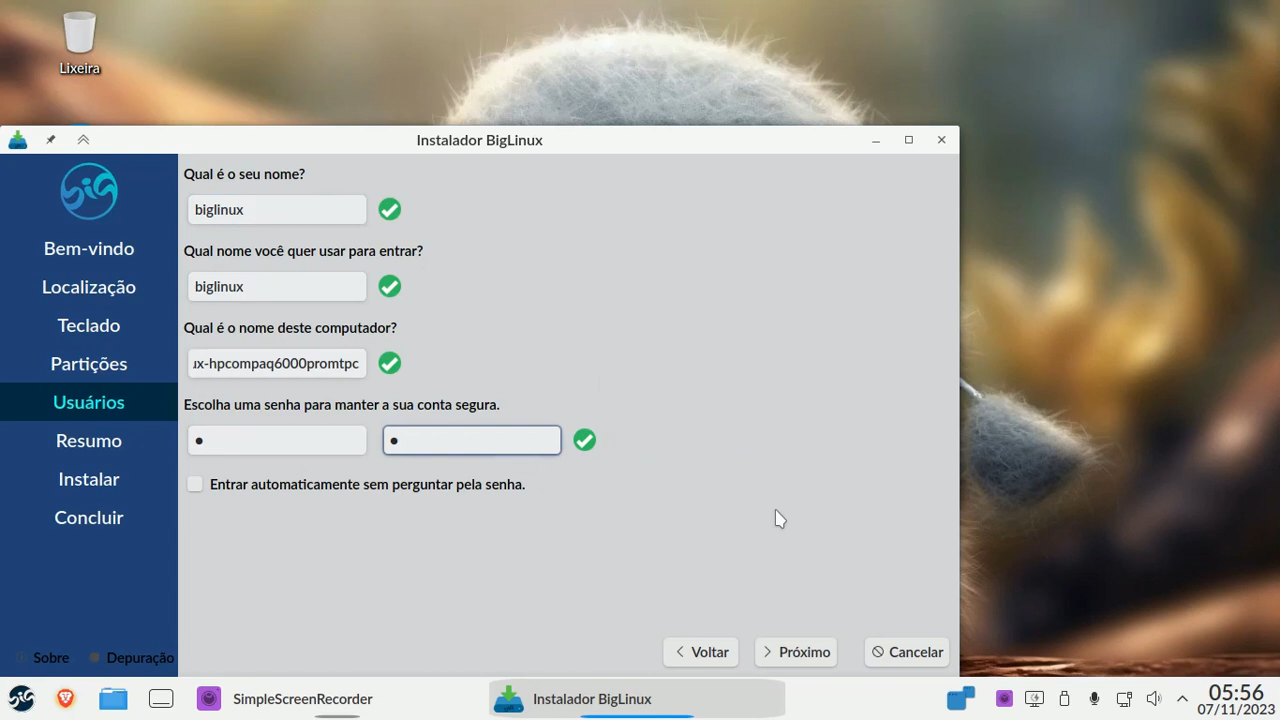 Lixeira
Instalador BigLinux
big
Bem-vindo
Localização
Teclado
Partições
Usuários
Resumo
Instalar
Concluir
Sobre
Depuração
Qual é o seu nome?
biglinux
Qual nome você quer usar para entrar?
biglinux
Qual é o nome deste computador?
x-hpcompaq6000promtpc
Escolha uma senha para manter a sua conta segura.
Entrar automaticamente sem perguntar pela senha.
Voltar
Próximo
Cancelar
big
SimpleScreenRecorder
Instalador BigLinux
05:56
07/11/2023